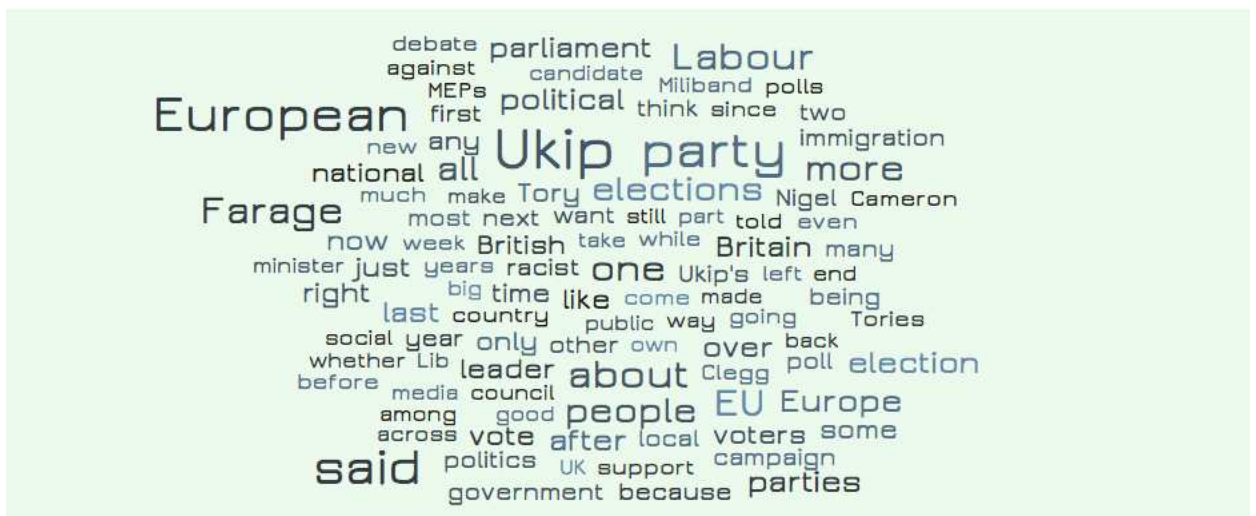 debate parliament Labour
against candidate Miliband polls
MEPs political think since two
European first immigration
new any Ukip party
national all more
much make Tory elections Nigel Cameron
Farage most next want still part told even
now week British take while Britain many
minister just years racist one Ukip's left end
right big time like come made being
last country public way going Tories
social year only other own over back
whether Lib leader about Clegg poll election
before media council EU Europe
among good people
across vote after local voters some
said politics UK support campaign
government because parties